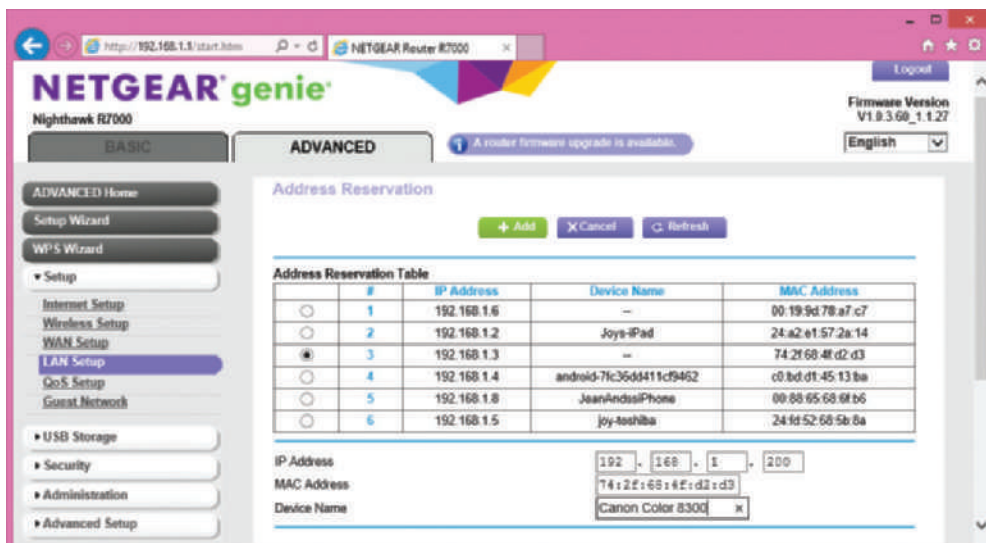 http://192.168.1.1/start.htm
NETGEAR Router R7000
NETGEAR® genie®
Logout
Nighthawk R7000
Firmware Version
V1.0.3.60_1.1.27
BASIC
ADVANCED
A router firmware upgrade is available.
English
ADVANCED Home
Setup Wizard
WPS Wizard
Setup
Internet Setup
Wireless Setup
WAN Setup
LAN Setup
QoS Setup
Guest Network
USB Storage
Security
Administration
Advanced Setup
Address Reservation
+ Add X Cancel Refresh
Address Reservation Table
# IP Address Device Name MAC Address
1 192.168.1.6 -- 00:19:9d:78:a7:c7
2 192.168.1.2 Joys-iPad 24:a2:e1:57:2a:14
3 192.168.1.3 -- 74:2f:68:4f:d2:d3
4 192.168.1.4 android-7fc36dd411cf9462 c0:bd:d1:45:13:ba
5 192.168.1.8 JeanAndssiPhone 00:88:65:68:6f:b6
6 192.168.1.5 joy-toshiba 24:fd:52:68:5b:8a
IP Address 192 . 168 . 1 . 200
MAC Address 74:2f:68:4f:d2:d3
Device Name Canon Color 8300